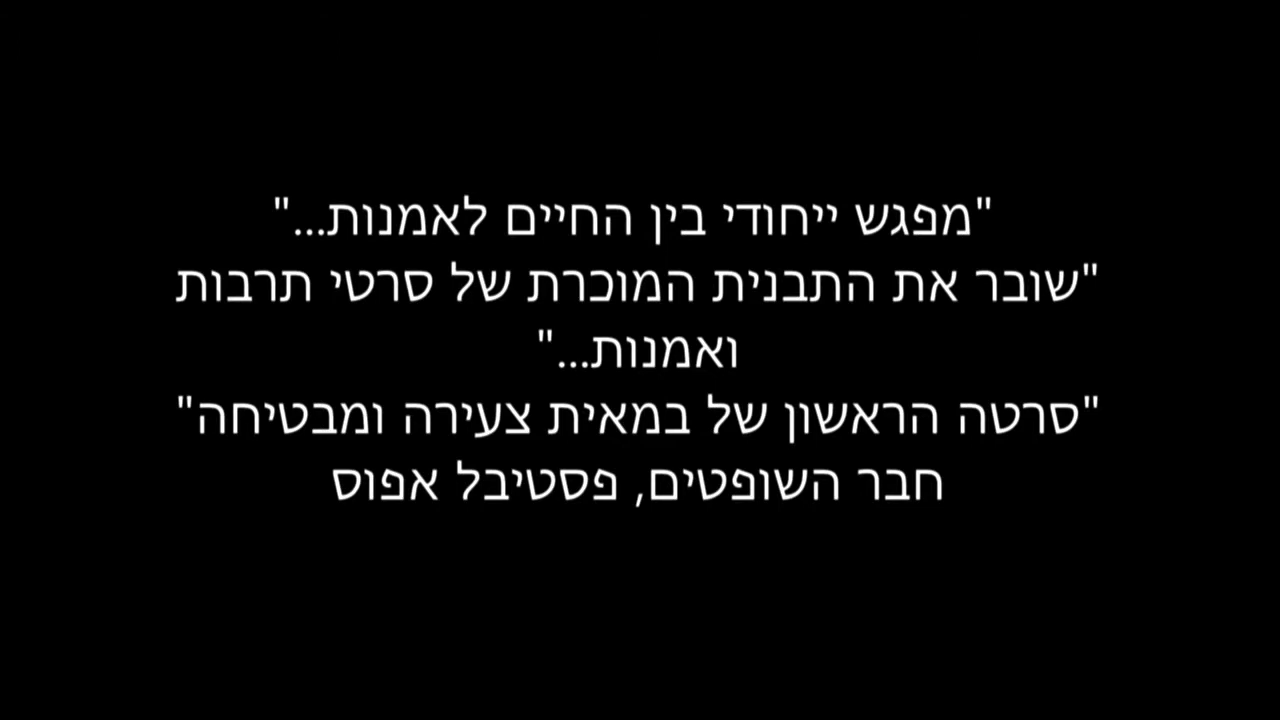 "מפגש ייחודי בין החיים לאמנות..."
"שובר את התבנית המוכרת של סרטי תרבות
ואמנות..."
"סרטה הראשון של במאית צעירה ומבטיחה"
חבר השופטים, פסטיבל אפוס